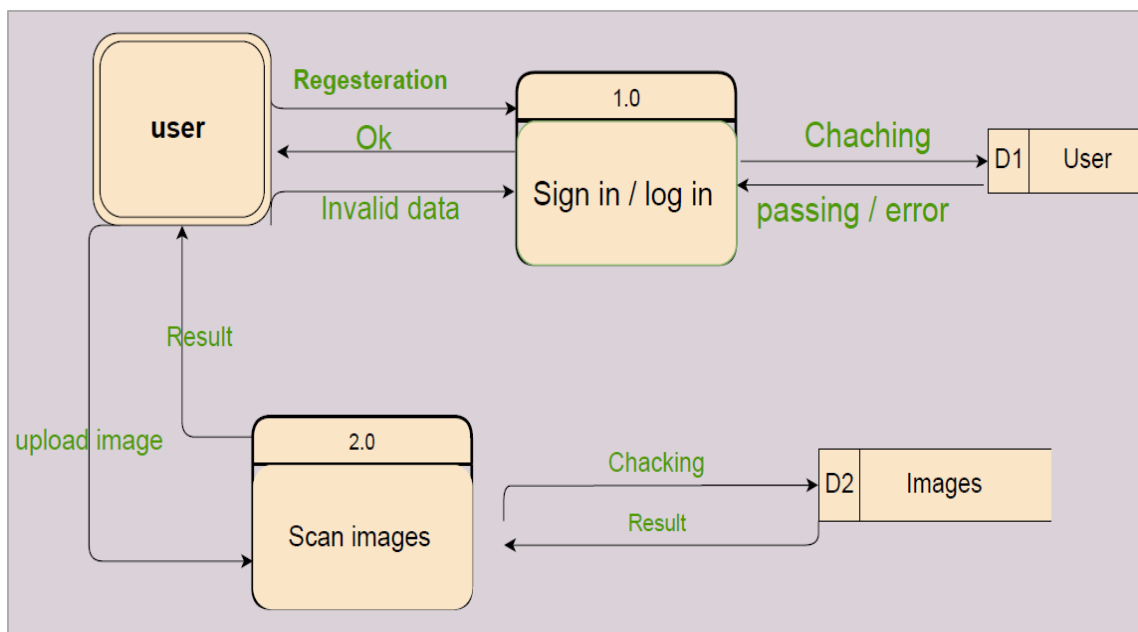 user
Regesteration
Ok
Invalid data
1.0
Sign in / log in
Chaching
passing / error
D1 User
Result
upload image
2.0
Scan images
Chacking
Result
D2 Images